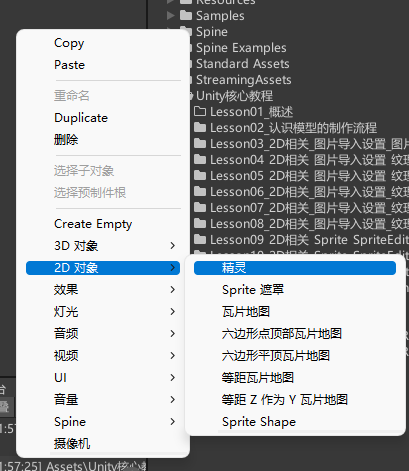 Resources
Samples
Spine
Spine Examples
Standard Assets
StreamingAssets
Unity核心教程
Lesson01_概述
Lesson02_认识模型的制作流程
Lesson03_2D相关_图片导入设置_图片
Lesson04_2D相关_图片导入设置_纹理
Lesson05_2D相关_图片导入设置_纹理
Lesson06_2D相关_图片导入设置_纹理
Lesson07_2D相关_图片导入设置_纹理
Lesson08_2D相关_图片导入设置_纹理
Lesson09_2D相关_Sprite_SpriteEdit
Copy
Paste
重命名
Duplicate
删除
选择子对象
选择预制件根
Create Empty
3D 对象
2D 对象
效果
灯光
音频
视频
UI
音量
Spine
摄像机
精灵
Sprite 遮罩
瓦片地图
六边形点顶部瓦片地图
六边形平顶瓦片地图
等距瓦片地图
等距 Z 作为 Y 瓦片地图
Sprite Shape
台
叠
1:57:25] Assets\Unity核心教